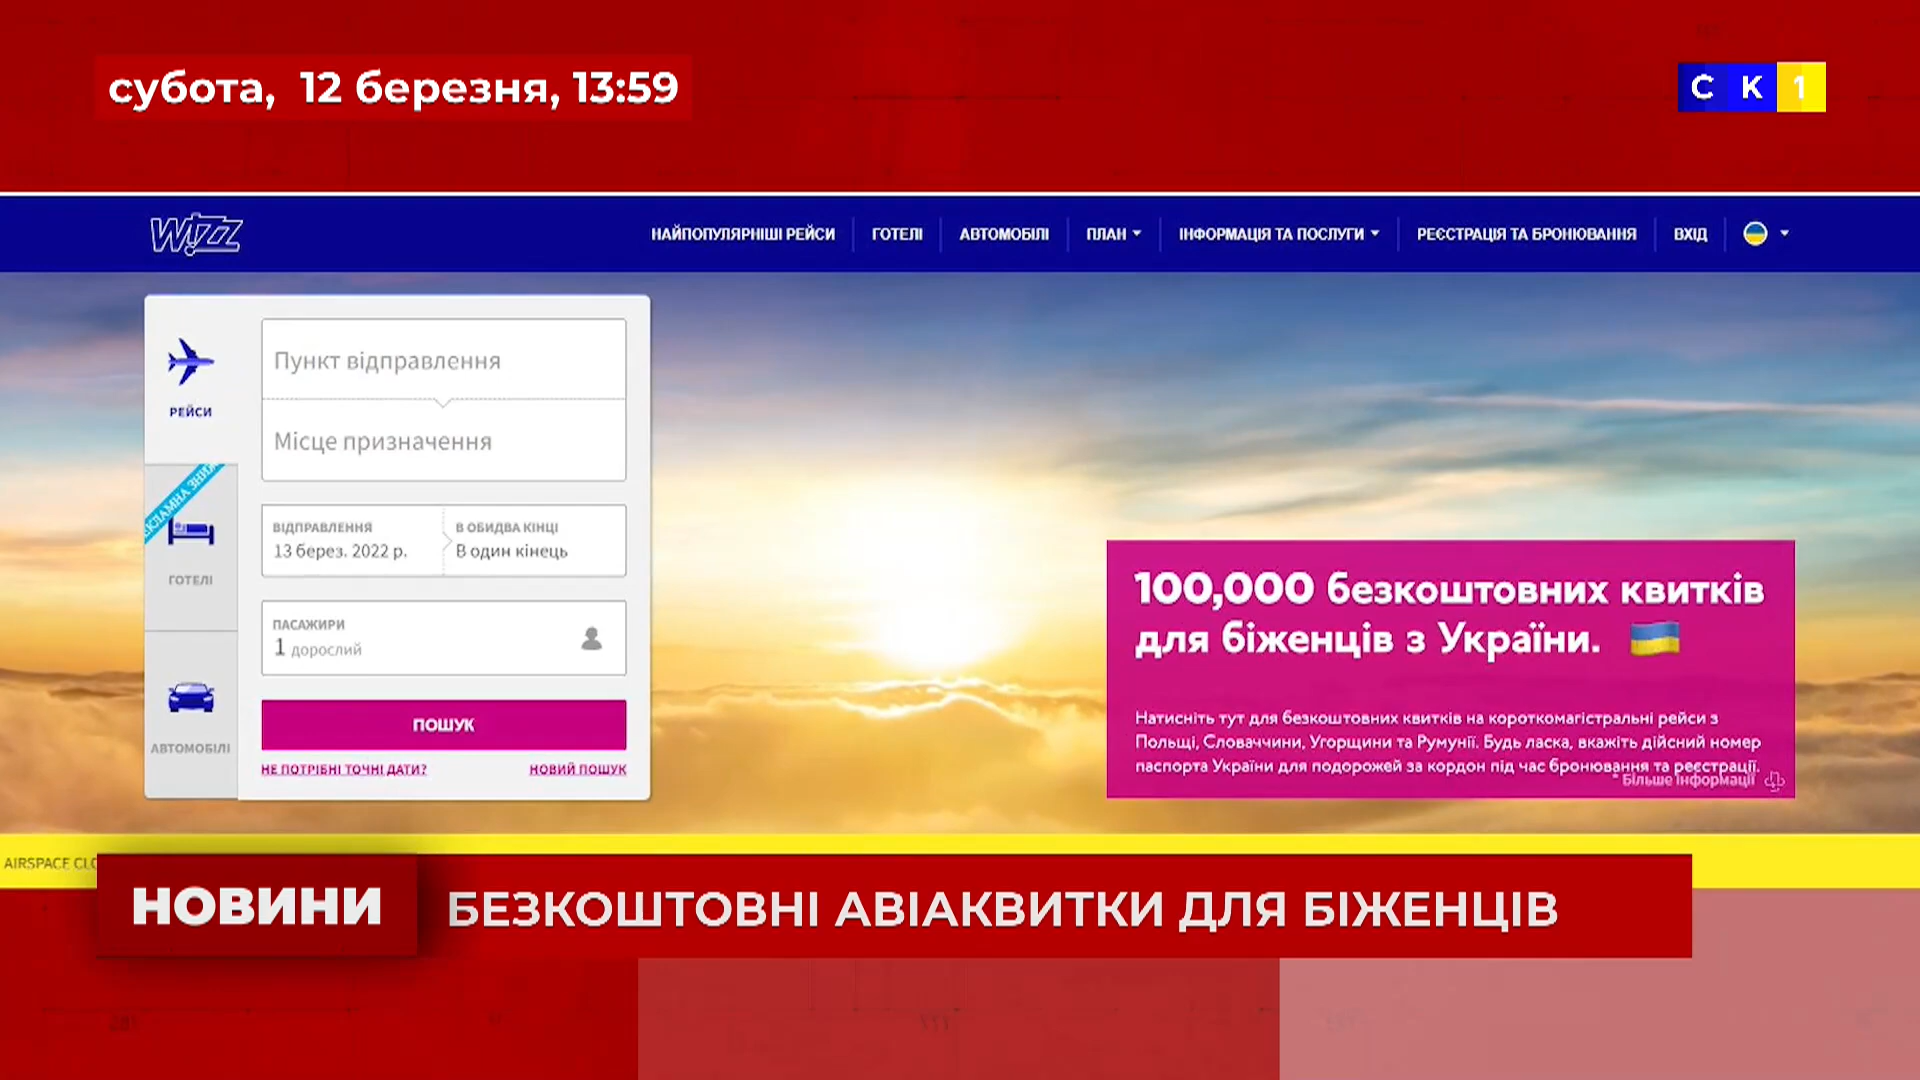 субота, 12 березня, 13:59
СК1
Wizz
НАЙПОПУЛЯРНІШІ РЕЙСИ
ГОТЕЛІ
АВТОМОБІЛІ
ПЛАН
ІНФОРМАЦІЯ ТА ПОСЛУГИ
РЕЄСТРАЦІЯ ТА БРОНЮВАННЯ
ВХІД
РЕЙСИ
ГОТЕЛІ
АВТОМОБІЛІ
Пункт відправлення
Місце призначення
ВІДПРАВЛЕННЯ
13 берез. 2022 р.
В ОБИДВА КІНЦІ
В один кінець
ПАСАЖИРИ
1 дорослий
ПОШУК
НЕ ПОТРІБНІ ТОЧНІ ДАТИ?
НОВИЙ ПОШУК
100,000 безкоштовних квитків
для біженців з України.
Натисніть тут для безкоштовних квитків на короткомагістральні рейси з
Польщі, Словаччини, Угорщини та Румунії. Будь ласка, вкажіть дійсний номер
паспорта України для подорожей за кордон під час бронювання та реєстрації.
* Більше інформації
AIRSPACE
НОВИНИ
БЕЗКОШТОВНІ АВІАКВИТКИ ДЛЯ БІЖЕНЦІВ